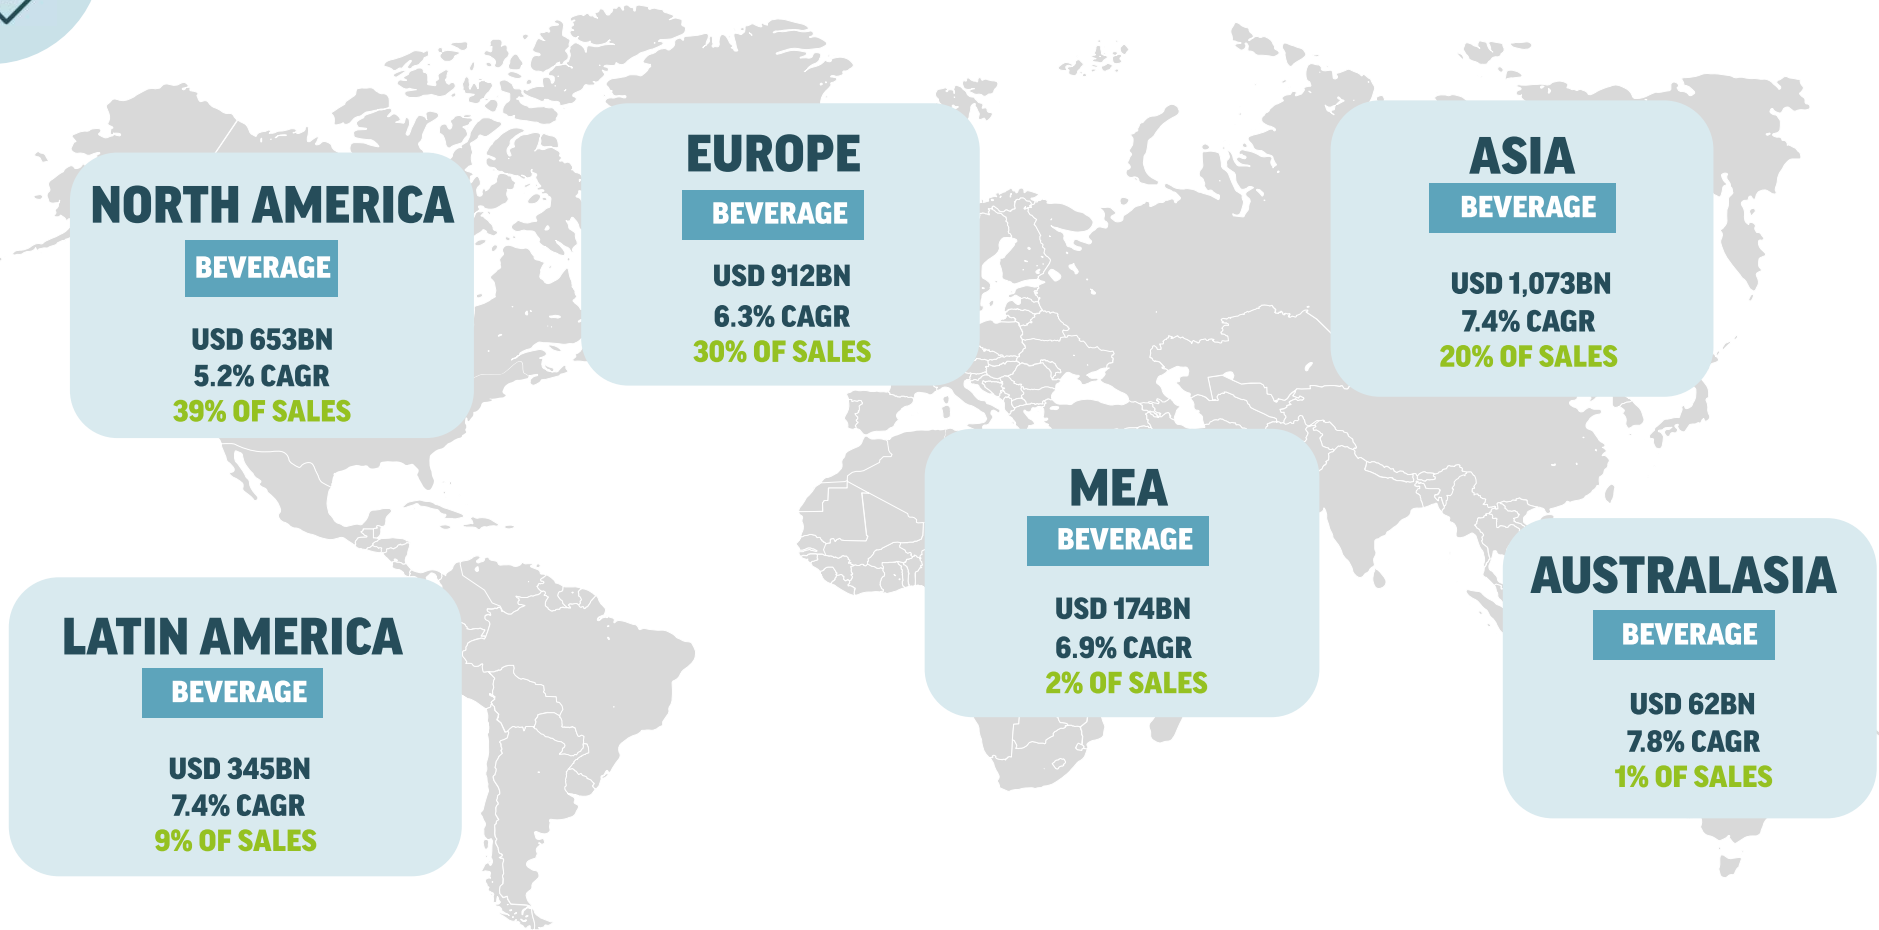 NORTH AMERICA
BEVERAGE
USD 653BN
5.2% CAGR
39% OF SALES
EUROPE
BEVERAGE
USD 912BN
6.3% CAGR
30% OF SALES
ASIA
BEVERAGE
USD 1,073BN
7.4% CAGR
20% OF SALES
LATIN AMERICA
BEVERAGE
USD 345BN
7.4% CAGR
9% OF SALES
MEA
BEVERAGE
USD 174BN
6.9% CAGR
2% OF SALES
AUSTRALASIA
BEVERAGE
USD 62BN
7.8% CAGR
1% OF SALES